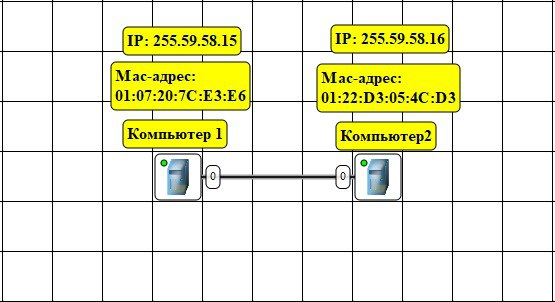 IP: 255.59.58.15
IP: 255.59.58.16
Mac-адрес:
01:07:20:7C:E3:E6
Mac-адрес:
01:22:D3:05:4C:D3
Компьютер 1
Компьютер2
0
0